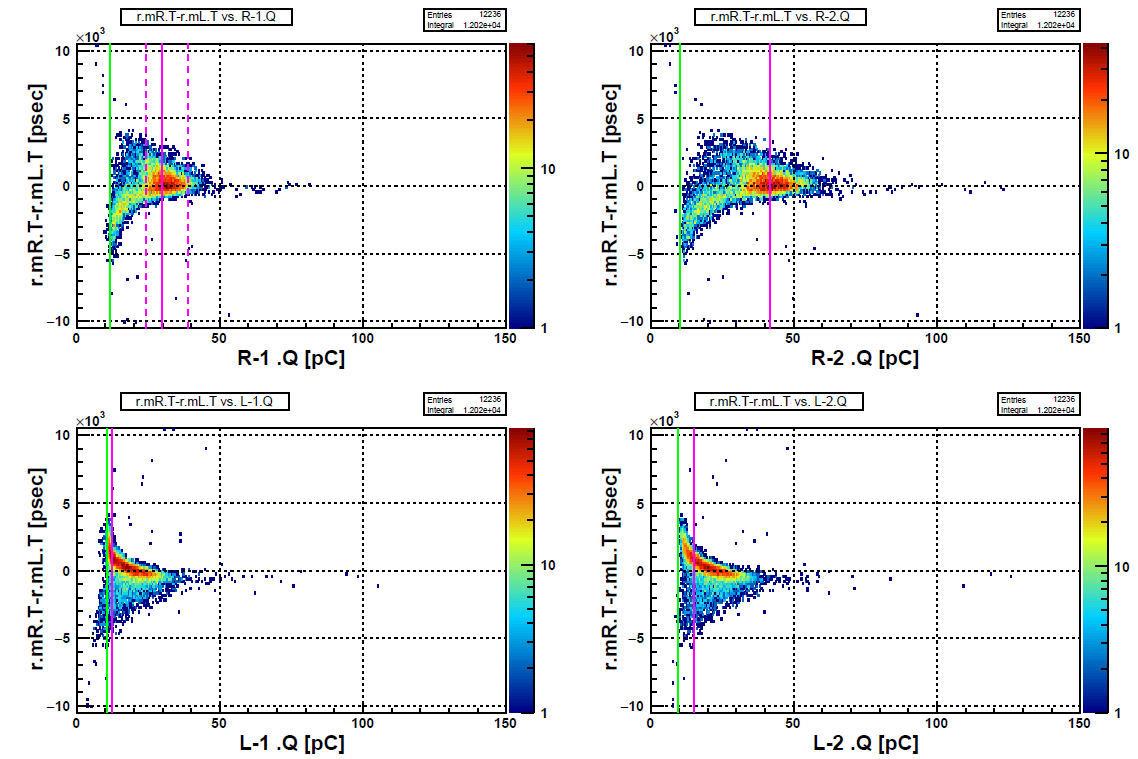 r.mR.T-r.mL.T vs. R-1.Q
Entries 12236
Integral 1.202e+04
×10³
10
5
0
−5
−10
r.mR.T-r.mL.T [psec]
0 50 100 150
R-1 .Q [pC]
10
1
r.mR.T-r.mL.T vs. R-2.Q
Entries 12236
Integral 1.202e+04
×10³
10
5
0
−5
−10
r.mR.T-r.mL.T [psec]
0 50 100 150
R-2 .Q [pC]
10
1
r.mR.T-r.mL.T vs. L-1.Q
Entries 12236
Integral 1.202e+04
×10³
10
5
0
−5
−10
r.mR.T-r.mL.T [psec]
0 50 100 150
L-1 .Q [pC]
10
1
r.mR.T-r.mL.T vs. L-2.Q
Entries 12236
Integral 1.202e+04
×10³
10
5
0
−5
−10
r.mR.T-r.mL.T [psec]
0 50 100 150
L-2 .Q [pC]
10
1